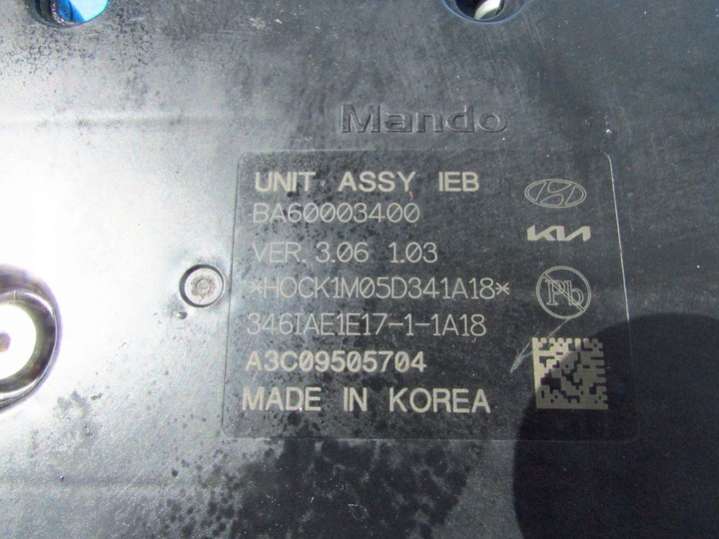 Mando
UNIT ASSY IEB
BA60003400
VER. 3.06 1.03
KIA
*HOCK1M05D341A18*
Pb
346IAE1E17-1-1A18
A3C09505704
MADE IN KOREA